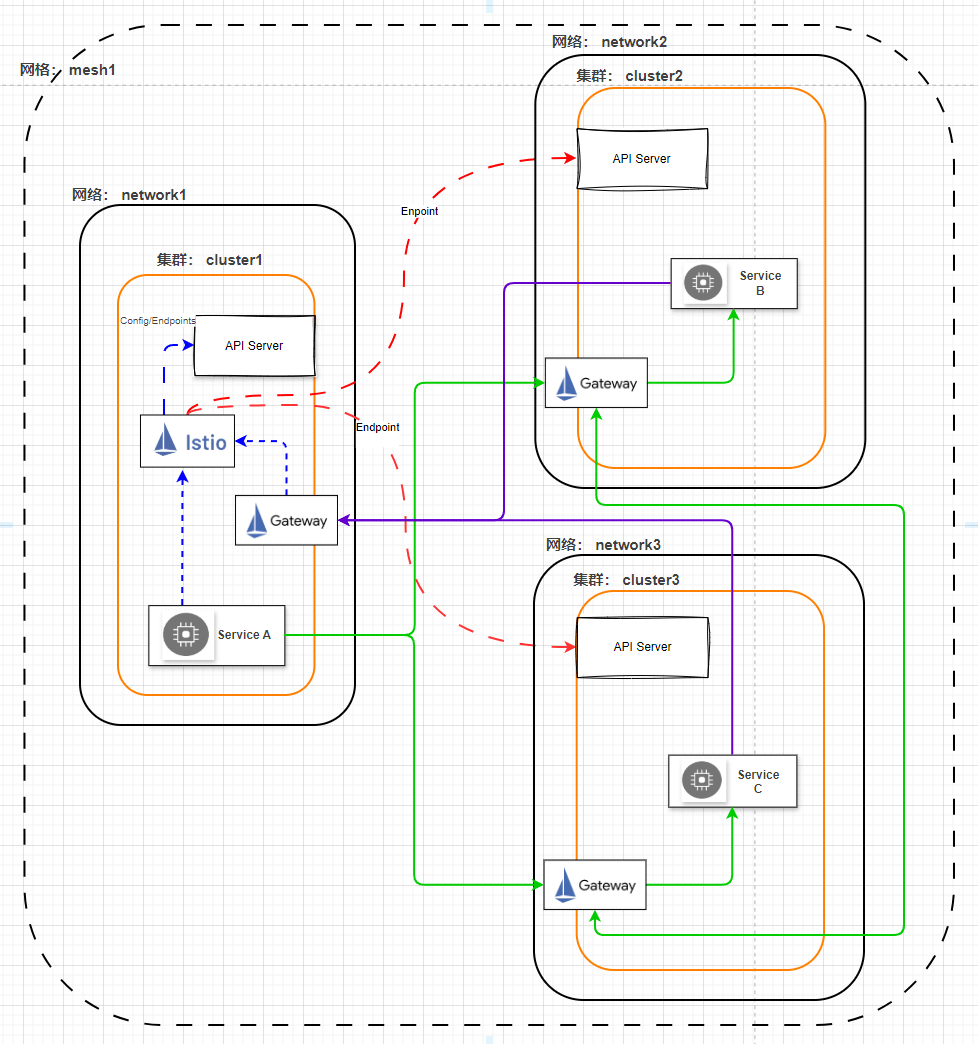 网格： mesh1
网络： network1
集群： cluster1
Config/Endpoints
API Server
Istio
Gateway
Service A
Enpoint
Endpoint
网络： network2
集群： cluster2
API Server
Service
B
Gateway
网络： network3
集群： cluster3
API Server
Service
C
Gateway